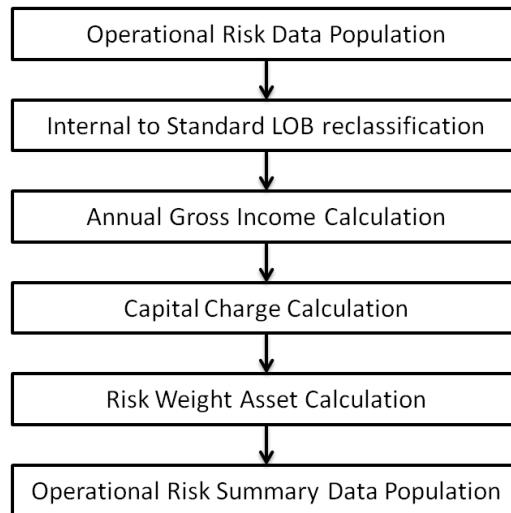 Operational Risk Data Population
Internal to Standard LOB reclassification
Annual Gross Income Calculation
Capital Charge Calculation
Risk Weight Asset Calculation
Operational Risk Summary Data Population